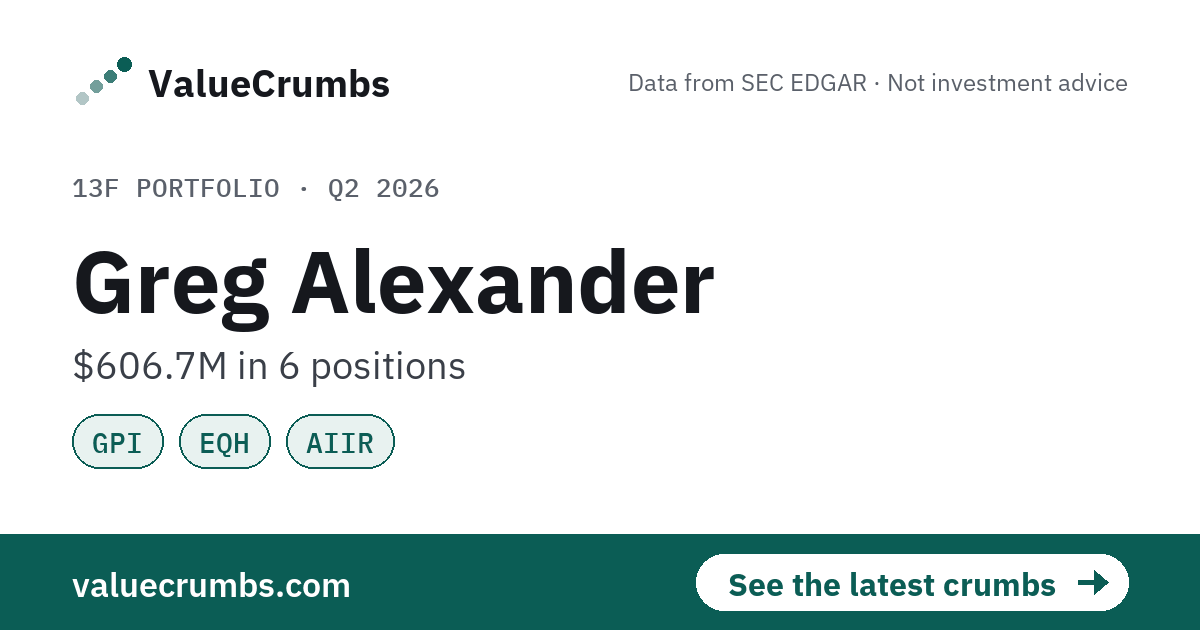 ValueCrumbs
Data from SEC EDGAR · Not investment advice
13F PORTFOLIO · Q2 2026
Greg Alexander
$606.7M in 6 positions
GPI EQH AIIR
valuecrumbs.com
See the latest crumbs →